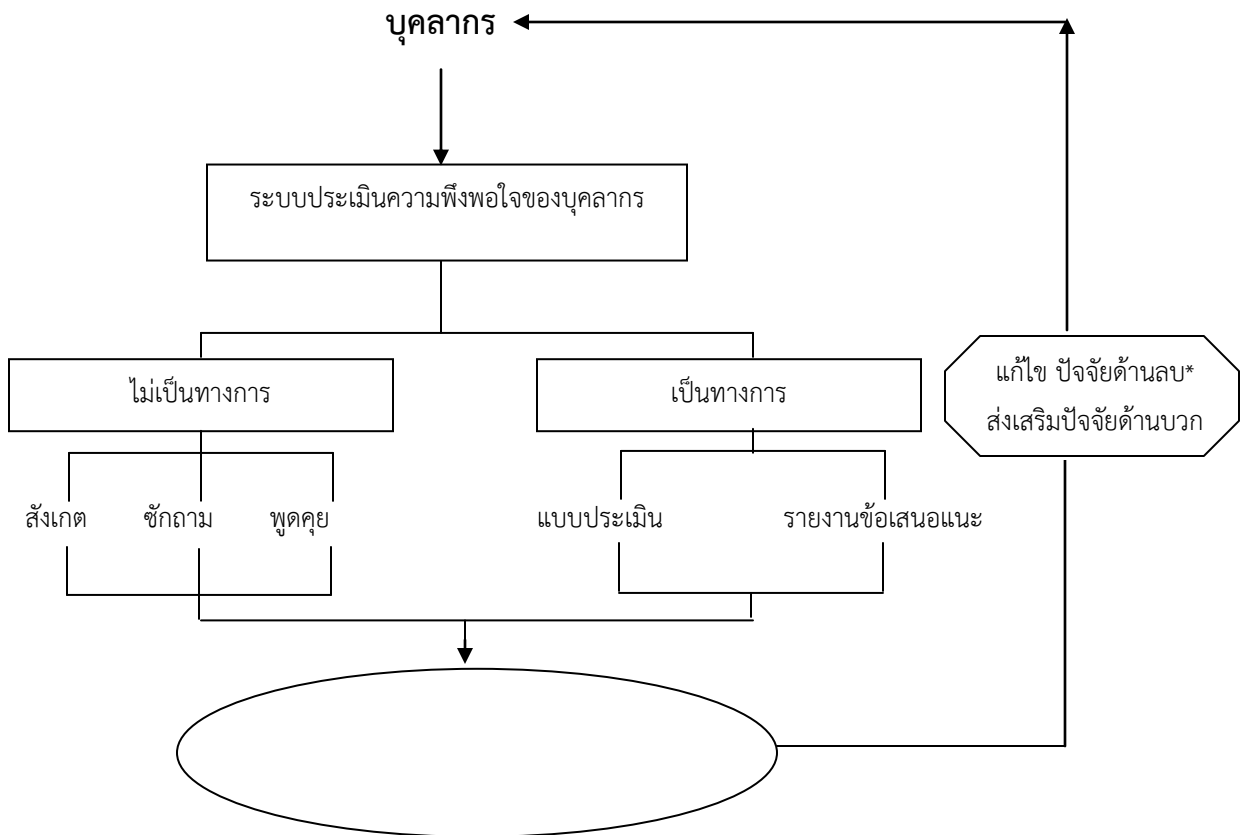 บุคลากร
ระบบประเมินความพึงพอใจของบุคลากร
ไม่เป็นทางการ
เป็นทางการ
แก้ไข ปัจจัยด้านลบ*
ส่งเสริมปัจจัยด้านบวก
สังเกต
ซักถาม
พูดคุย
แบบประเมิน
รายงานข้อเสนอแนะ